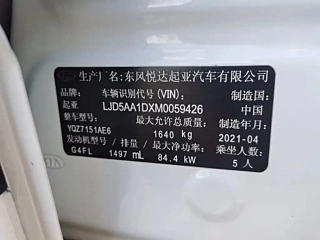 生产厂名:东风悦达起亚汽车有限公司
车辆识别代号(VIN): 制造国:
起亚 LJD5AA1DXM0059426 中国
整车型号: 最大允许总质量: 制造年月:
YQZ7151AE6 1640 kg 2021-04
发动机型号/排量/最大净功率: 乘坐人数:
G4FL 1497 mL 84.4 kW 5 人